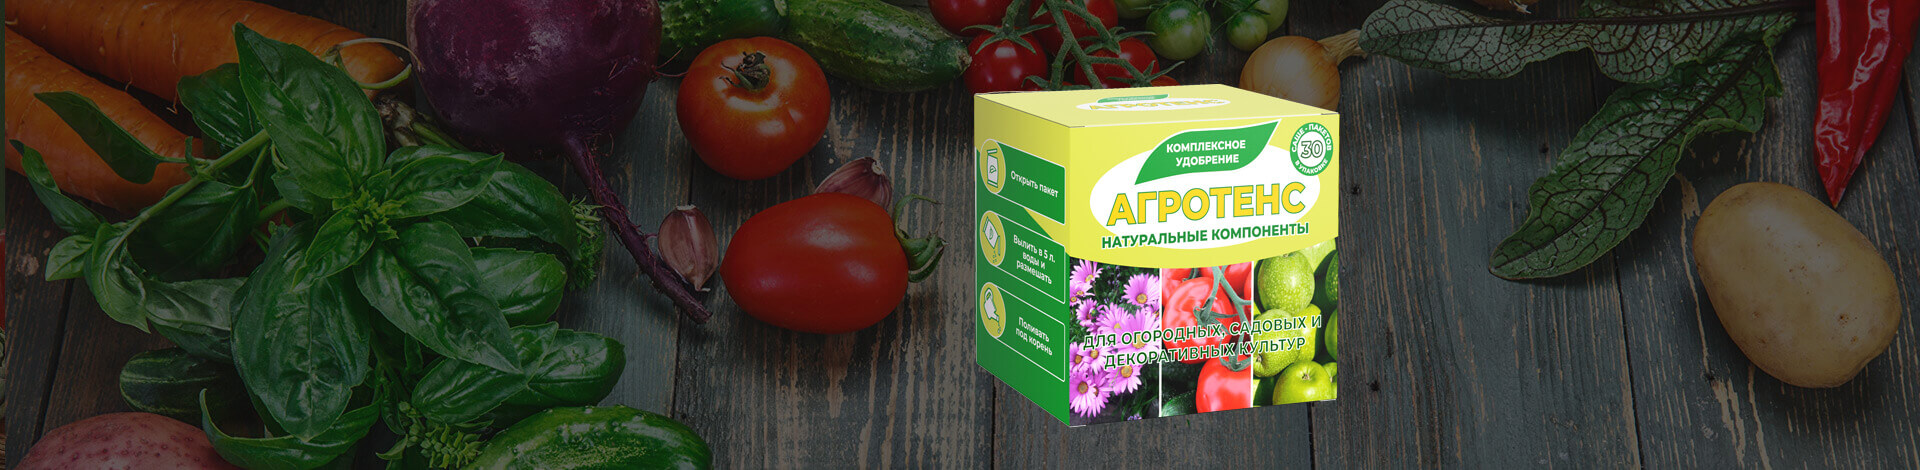 АГРОТЕНС
КОМПЛЕКСНОЕ
УДОБРЕНИЕ
САШЕ • ПАКЕТОВ
30
В УПАКОВКЕ
АГРОТЕНС
НАТУРАЛЬНЫЕ КОМПОНЕНТЫ
ДЛЯ ОГОРОДНЫХ, САДОВЫХ И
ДЕКОРАТИВНЫХ КУЛЬТУР
Открыть пакет
Вылить в 5 л.
воды и
размешать
Поливать
под корень